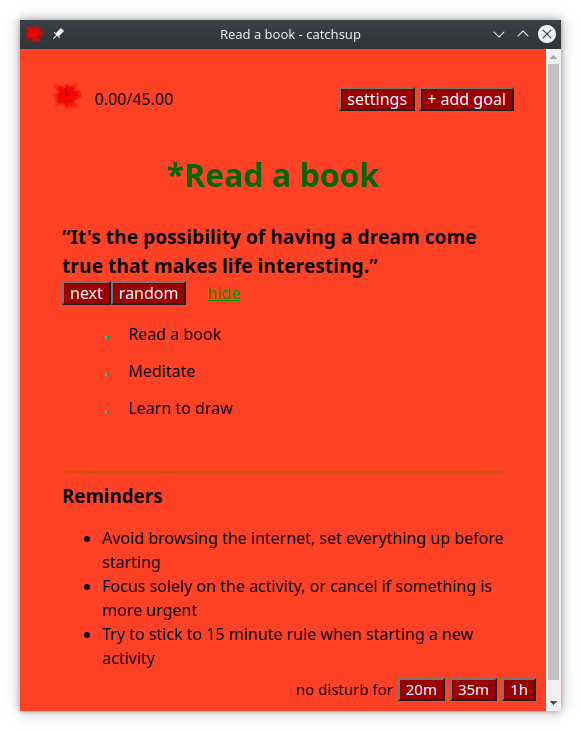 Read a book - catchsup
0.00/45.00 settings + add goal
*Read a book
“It's the possibility of having a dream come
true that makes life interesting.”
next random hide
Read a book
Meditate
Learn to draw
Reminders
• Avoid browsing the internet, set everything up before
starting
• Focus solely on the activity, or cancel if something is
more urgent
• Try to stick to 15 minute rule when starting a new
activity
no disturb for 20m 35m 1h